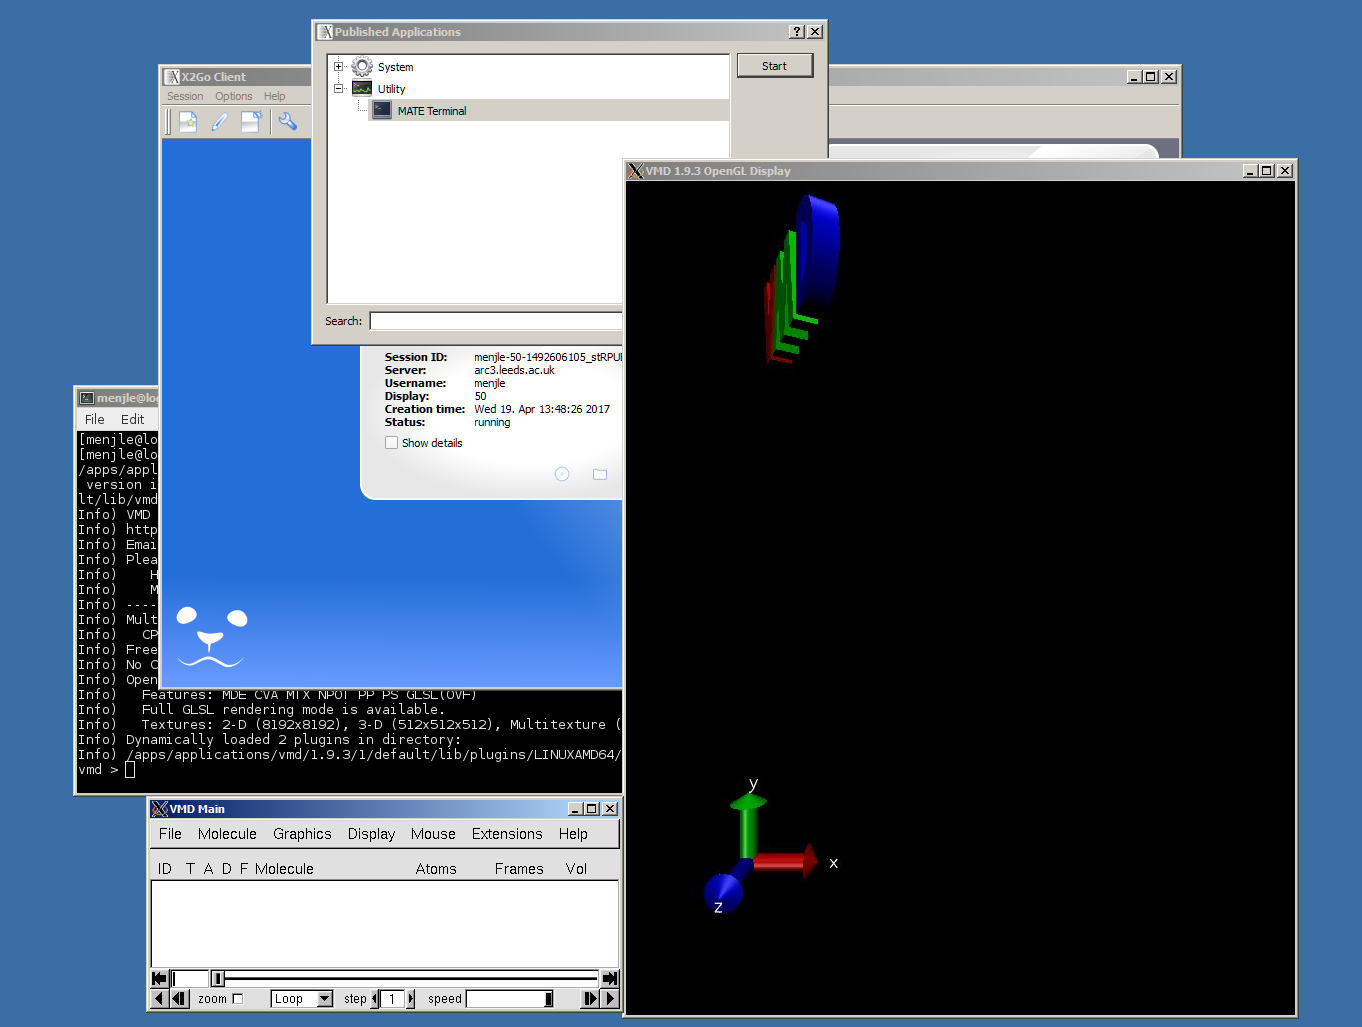 Published Applications
System
Utility
MATE Terminal
Start
Search:
X2Go Client
Session Options Help
Session ID: menjle-50-1492606105_stRPU
Server: arc3.leeds.ac.uk
Username: menjle
Display: 50
Creation time: Wed 19. Apr 13:48:26 2017
Status: running
Show details
VMD 1.9.3 OpenGL Display
y
x
z
menjle@lo
File Edit
[menjle@lo
[menjle@lo
/apps/appl
version i
lt/lib/vmd
Info) VMD
Info) http
Info) Emai
Info) Plea
Info) H
Info) M
Info) ----
Info) Mult
Info) CP
Info) Free
Info) No C
Info) Open
Info) Features: MDE CVA MTX NPOT PP PS GLSL(OVF)
Info) Full GLSL rendering mode is available.
Info) Textures: 2-D (8192x8192), 3-D (512x512x512), Multitexture (
Info) Dynamically loaded 2 plugins in directory:
Info) /apps/applications/vmd/1.9.3/1/default/lib/plugins/LINUXAMD64/
vmd >
VMD Main
File Molecule Graphics Display Mouse Extensions Help
ID T A D F Molecule Atoms Frames Vol
zoom Loop step 1 speed